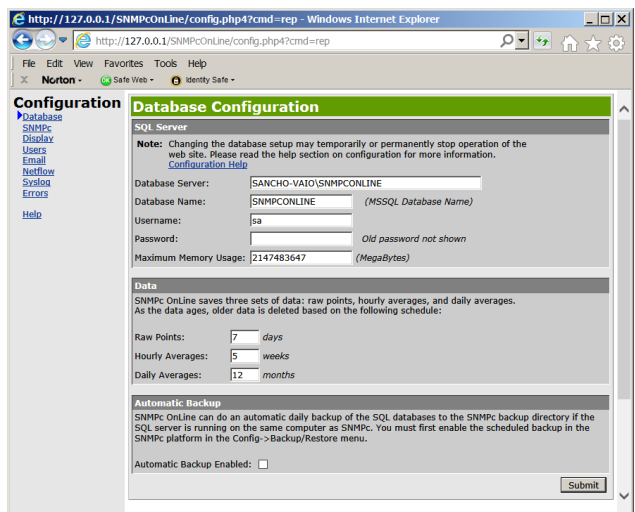 http://127.0.0.1/SNMPcOnLine/config.php4?cmd=rep - Windows Internet Explorer
http://127.0.0.1/SNMPcOnLine/config.php4?cmd=rep
File Edit View Favorites Tools Help
X Norton - Safe Web - Identity Safe -
Configuration
Database
SNMPc
Display
Users
Email
Netflow
Syslog
Errors
Help
Database Configuration
SQL Server
Note: Changing the database setup may temporarily or permanently stop operation of the
web site. Please read the help section on configuration for more information.
Configuration Help
Database Server: SANCHO-VAIO\SNMPCONLINE
Database Name: SNMPCONLINE (MSSQL Database Name)
Username: sa
Password: Old password not shown
Maximum Memory Usage: 2147483647 (MegaBytes)
Data
SNMPc OnLine saves three sets of data: raw points, hourly averages, and daily averages.
As the data ages, older data is deleted based on the following schedule:
Raw Points: 7 days
Hourly Averages: 5 weeks
Daily Averages: 12 months
Automatic Backup
SNMPc OnLine can do an automatic daily backup of the SQL databases to the SNMPc backup directory if the
SQL server is running on the same computer as SNMPc. You must first enable the scheduled backup in the
SNMPc platform in the Config->Backup/Restore menu.
Automatic Backup Enabled:
Submit